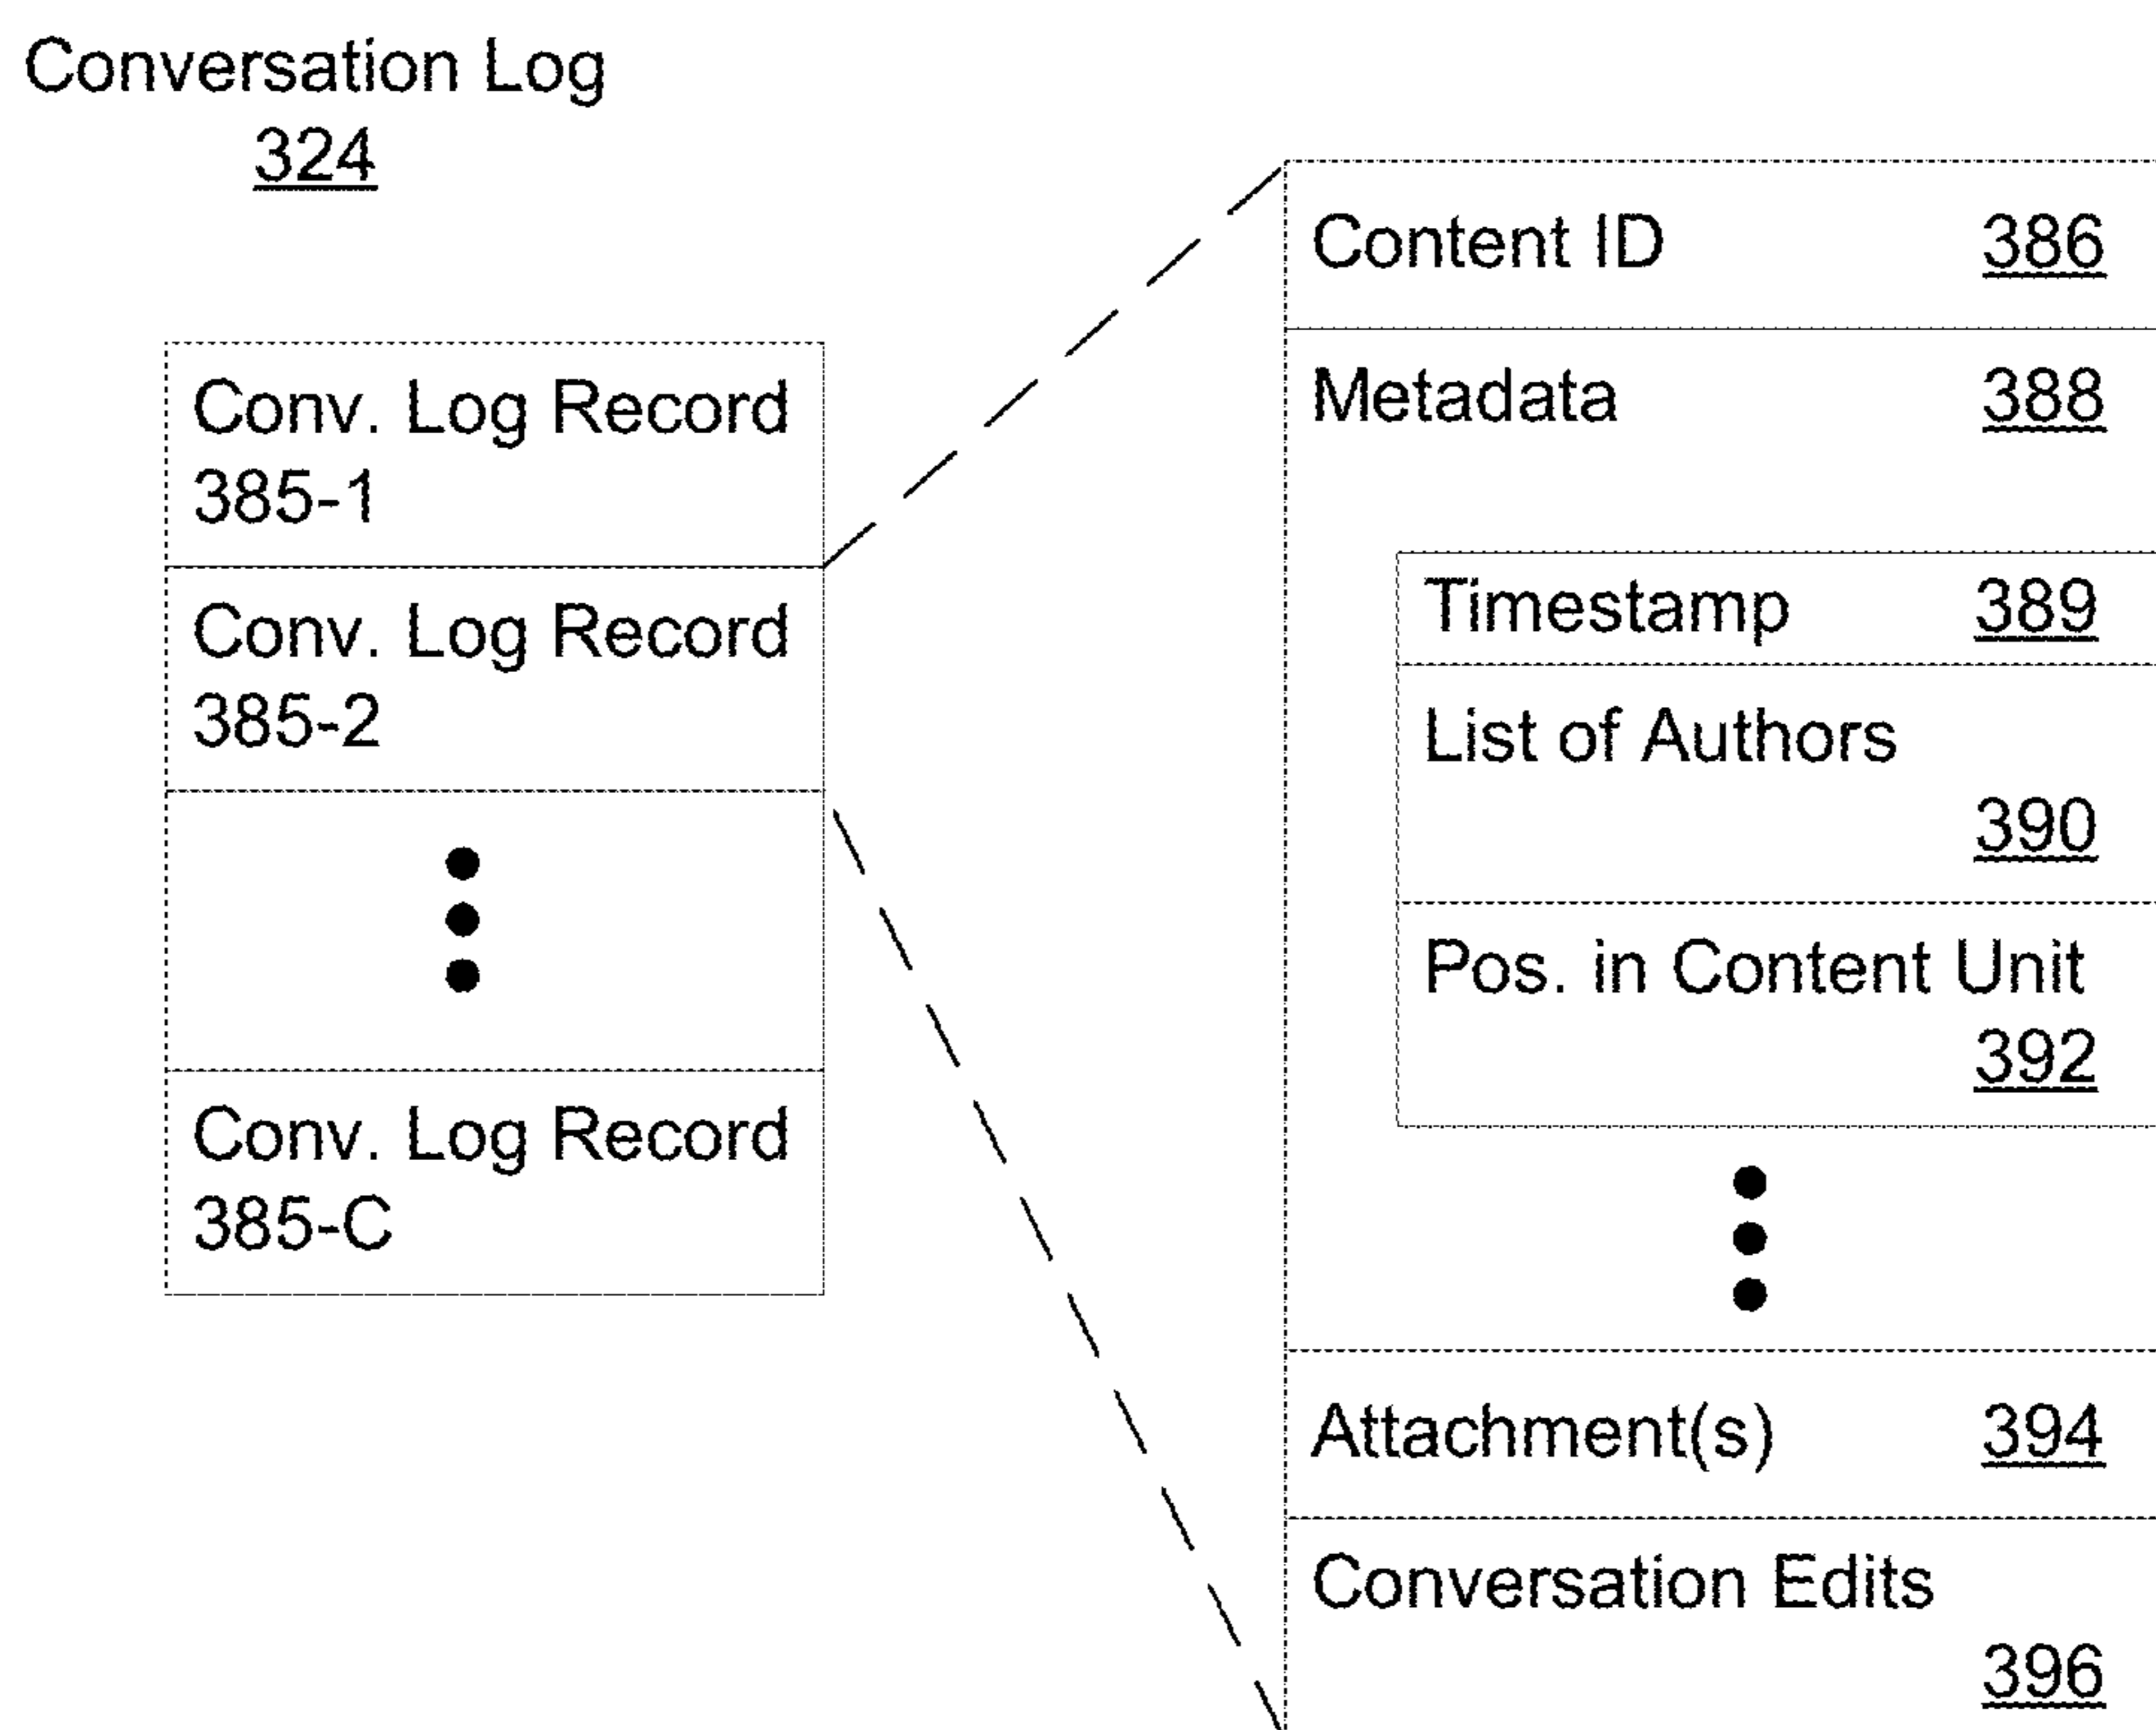 Conversation Log
324
Conv. Log Record
385-1
Conv. Log Record
385-2
Conv. Log Record
385-C
Content ID 386
Metadata 388
Timestamp 389
List of Authors
390
Pos. in Content Unit
392
Attachment(s) 394
Conversation Edits
396